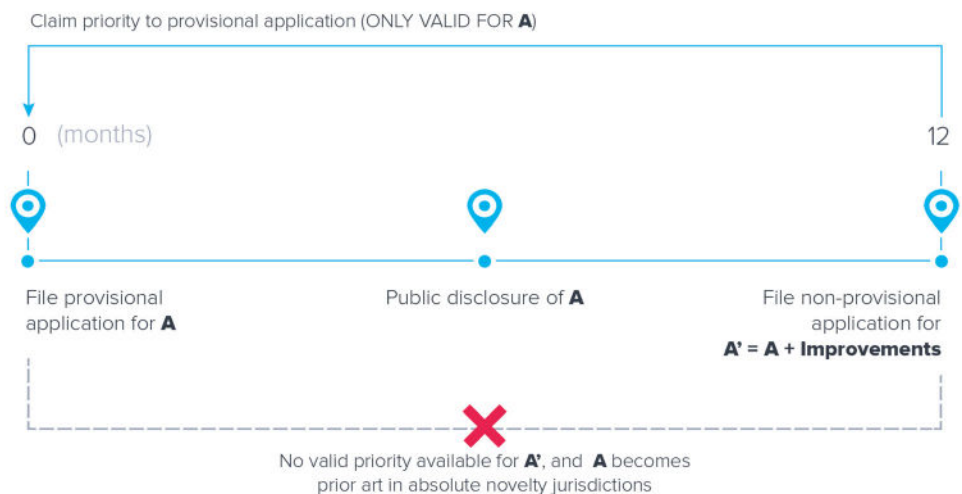 Claim priority to provisional application (ONLY VALID FOR A)
0 (months)
12
File provisional
application for A
Public disclosure of A
File non-provisional
application for
A’ = A + Improvements
No valid priority available for A’, and A becomes
prior art in absolute novelty jurisdictions